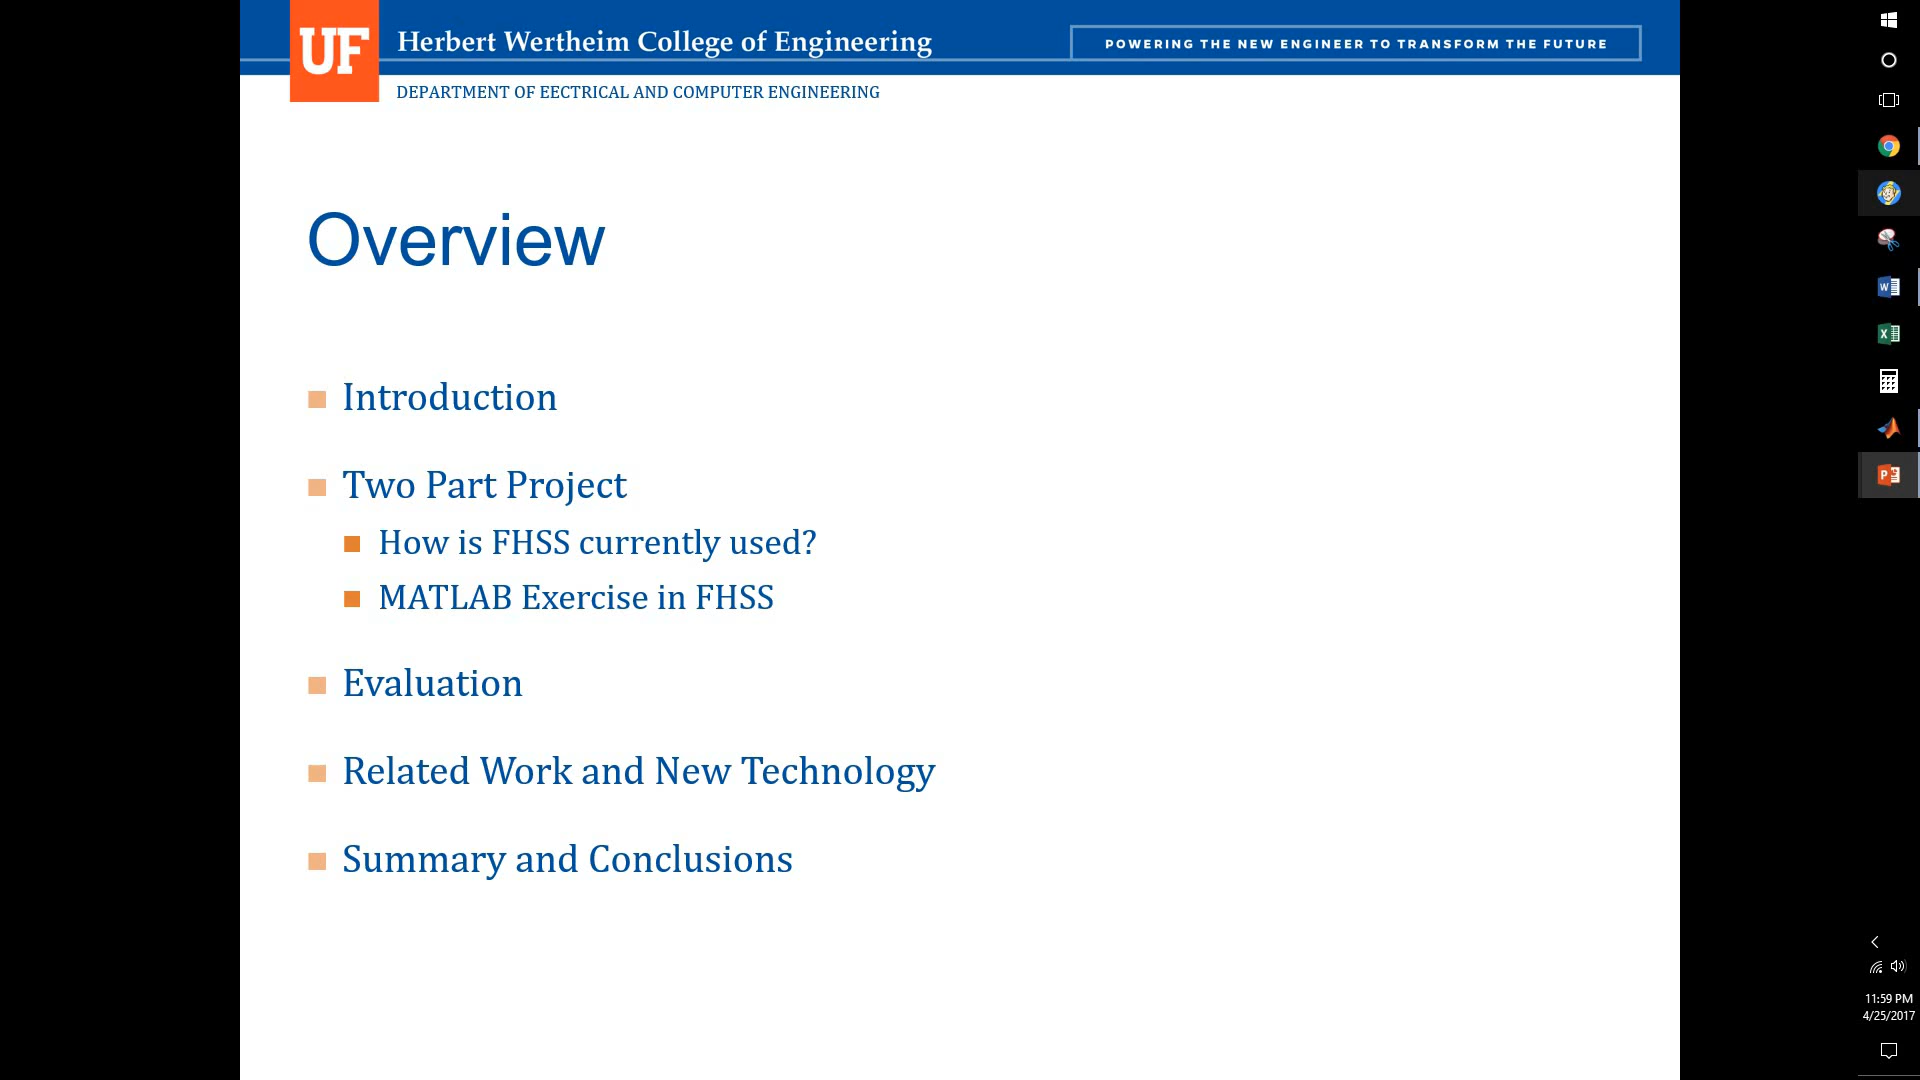 UF
Herbert Wertheim College of Engineering
POWERING THE NEW ENGINEER TO TRANSFORM THE FUTURE
DEPARTMENT OF EECTRICAL AND COMPUTER ENGINEERING
Overview
Introduction
Two Part Project
How is FHSS currently used?
MATLAB Exercise in FHSS
Evaluation
Related Work and New Technology
Summary and Conclusions
11:59 PM
4/25/2017